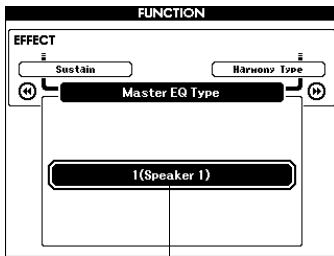 FUNCTION
EFFECT
Sustain
Harmony Type
Master EQ Type
1(Speaker 1)